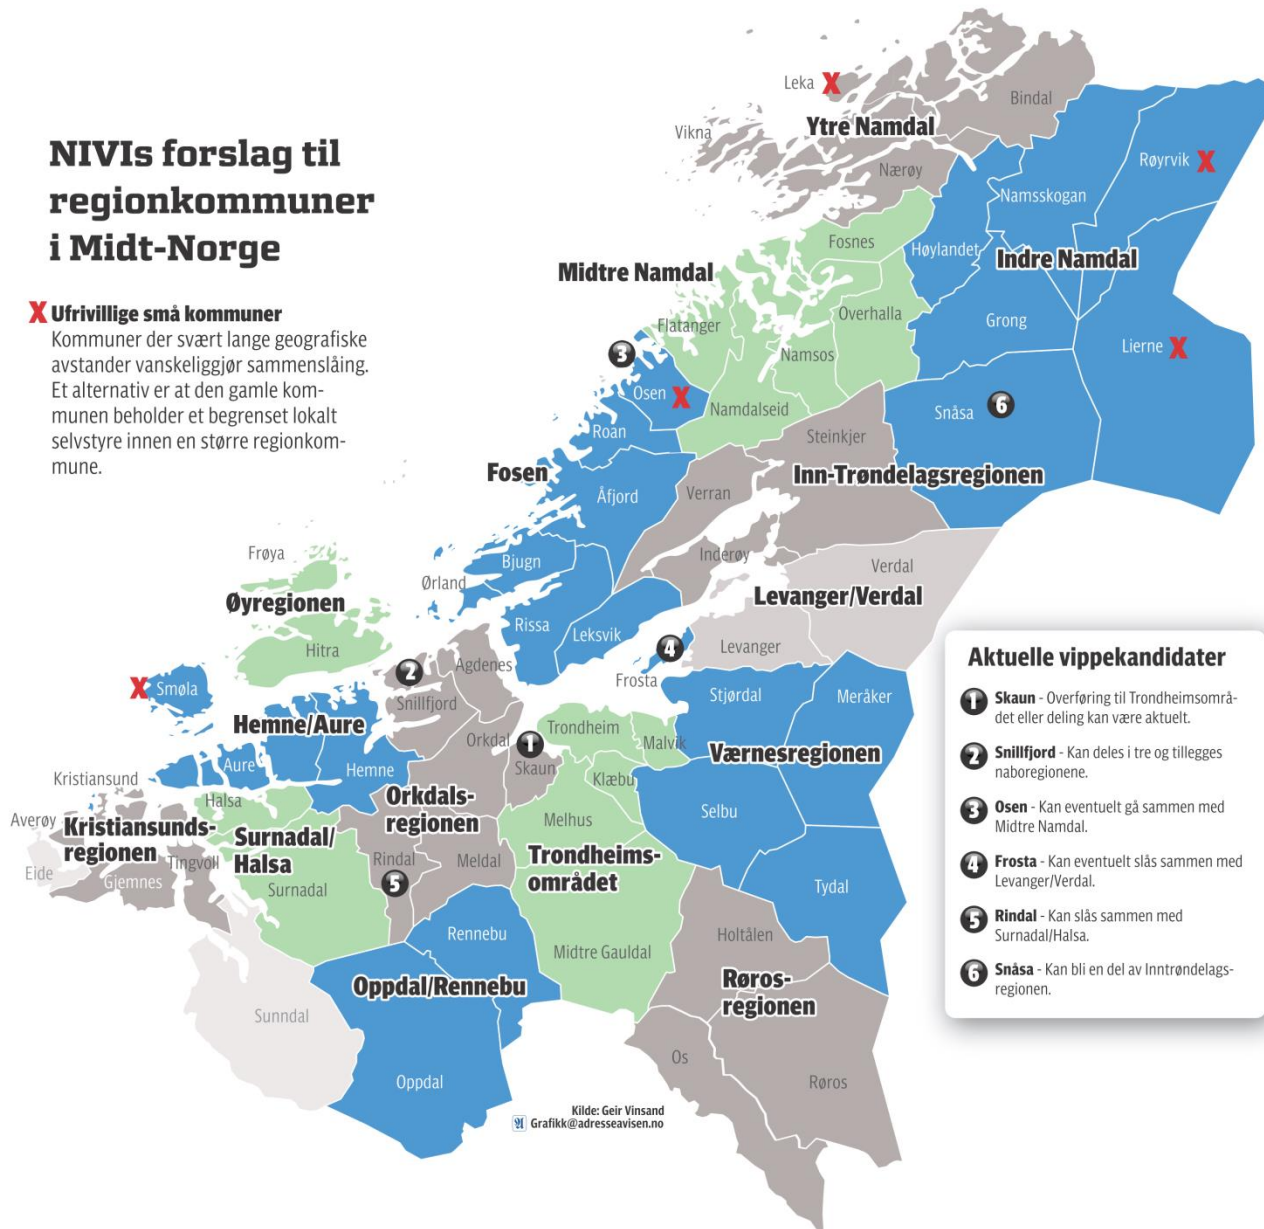 NIVIs forslag til
regionkommuner
i Midt-Norge
X Ufrivillige små kommuner
Kommuner der svært lange geografiske
avstander vanskeliggjør sammenslåing.
Et alternativ er at den gamle kom-
munen beholder et begrenset lokalt
selvstyre innen en større regionkom-
mune.
Leka X
Bindal
Vikna
Ytre Namdal
Nærøy
Røyrvik X
Namsskogan
Fosnes
Høylandet
Indre Namdal
Midtre Namdal
Overhalla
Grong
Flatanger
Namsos
Lierne X
3
Osen X
Namdalseid
Snåsa 6
Roan
Steinkjer
Fosen
Inn-Trøndelagsregionen
Åfjord
Verran
Frøya
Bjugn
Inderøy
Verdal
Ørland
Øyregionen
Levanger/Verdal
Rissa
Leksvik
Hitra
4
Levanger
Agdenes
2
Frosta
X Smøla
Snillfjord
Stjørdal
Meråker
Hemne/Aure
Trondheim
Orkdal
1
Malvik
Værnesregionen
Aure
Hemne
Skaun
Kristiansund
Klæbu
Halsa
Orkdals-
regionen
Selbu
Averøy
Kristiansunds-
regionen
Surnadal/
Halsa
Melhus
Tingvoll
Rindal
Meldal
Trondheims-
området
Eide
Gjemnes
5
Surnadal
Tydal
Rennebu
Holtålen
Midtre Gauldal
Oppdal/Rennebu
Røros-
regionen
Sunndal
Os
Oppdal
Røros
Kilde: Geir Vinsand
Grafikk@adresseavisen.no
Aktuelle vippekandidater
1 Skaun - Overføring til Trondheimsområ-
det eller deling kan være aktuelt.
2 Snillfjord - Kan deles i tre og tillegges
naboregionene.
3 Osen - Kan eventuelt gå sammen med
Midtre Namdal.
4 Frosta - Kan eventuelt slås sammen med
Levanger/Verdal.
5 Rindal - Kan slås sammen med
Surnadal/Halsa.
6 Snåsa - Kan bli en del av Inntrøndelags-
regionen.